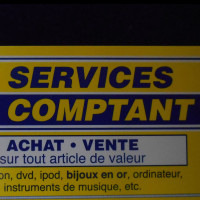 SERVICES
COMPTANT
ACHAT • VENTE
sur tout article de valeur
on, dvd, ipod, bijoux en or, ordinateur,
instruments de musique, etc.